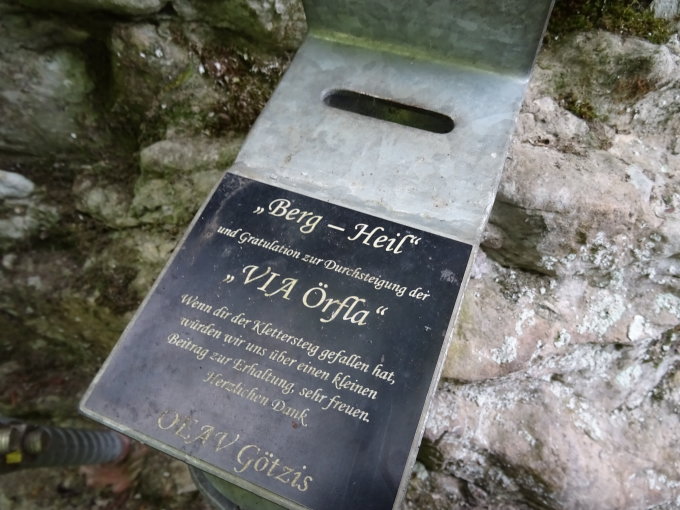 „Berg – Heil“
und Gratulation zur Durchsteigung der
„VIA Örfla“
Wenn dir der Klettersteig gefallen hat,
würden wir uns über einen kleinen
Beitrag zur Erhaltung, sehr freuen.
Herzlichen Dank.
OEAV Götzis